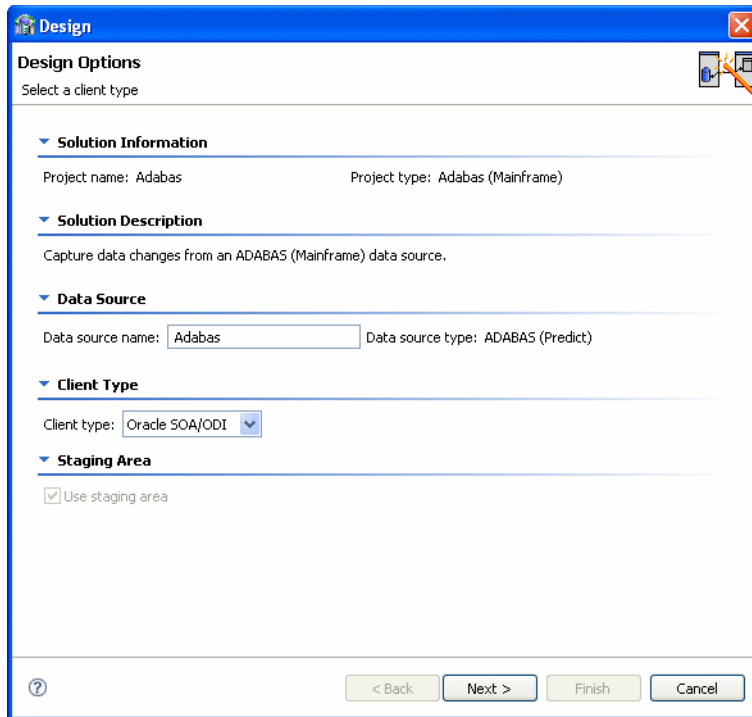 Design
Design Options
Select a client type
Solution Information
Project name: Adabas Project type: Adabas (Mainframe)
Solution Description
Capture data changes from an ADABAS (Mainframe) data source.
Data Source
Data source name: Adabas Data source type: ADABAS (Predict)
Client Type
Client type: Oracle SOA/ODI
Staging Area
Use staging area
? < Back Next > Finish Cancel